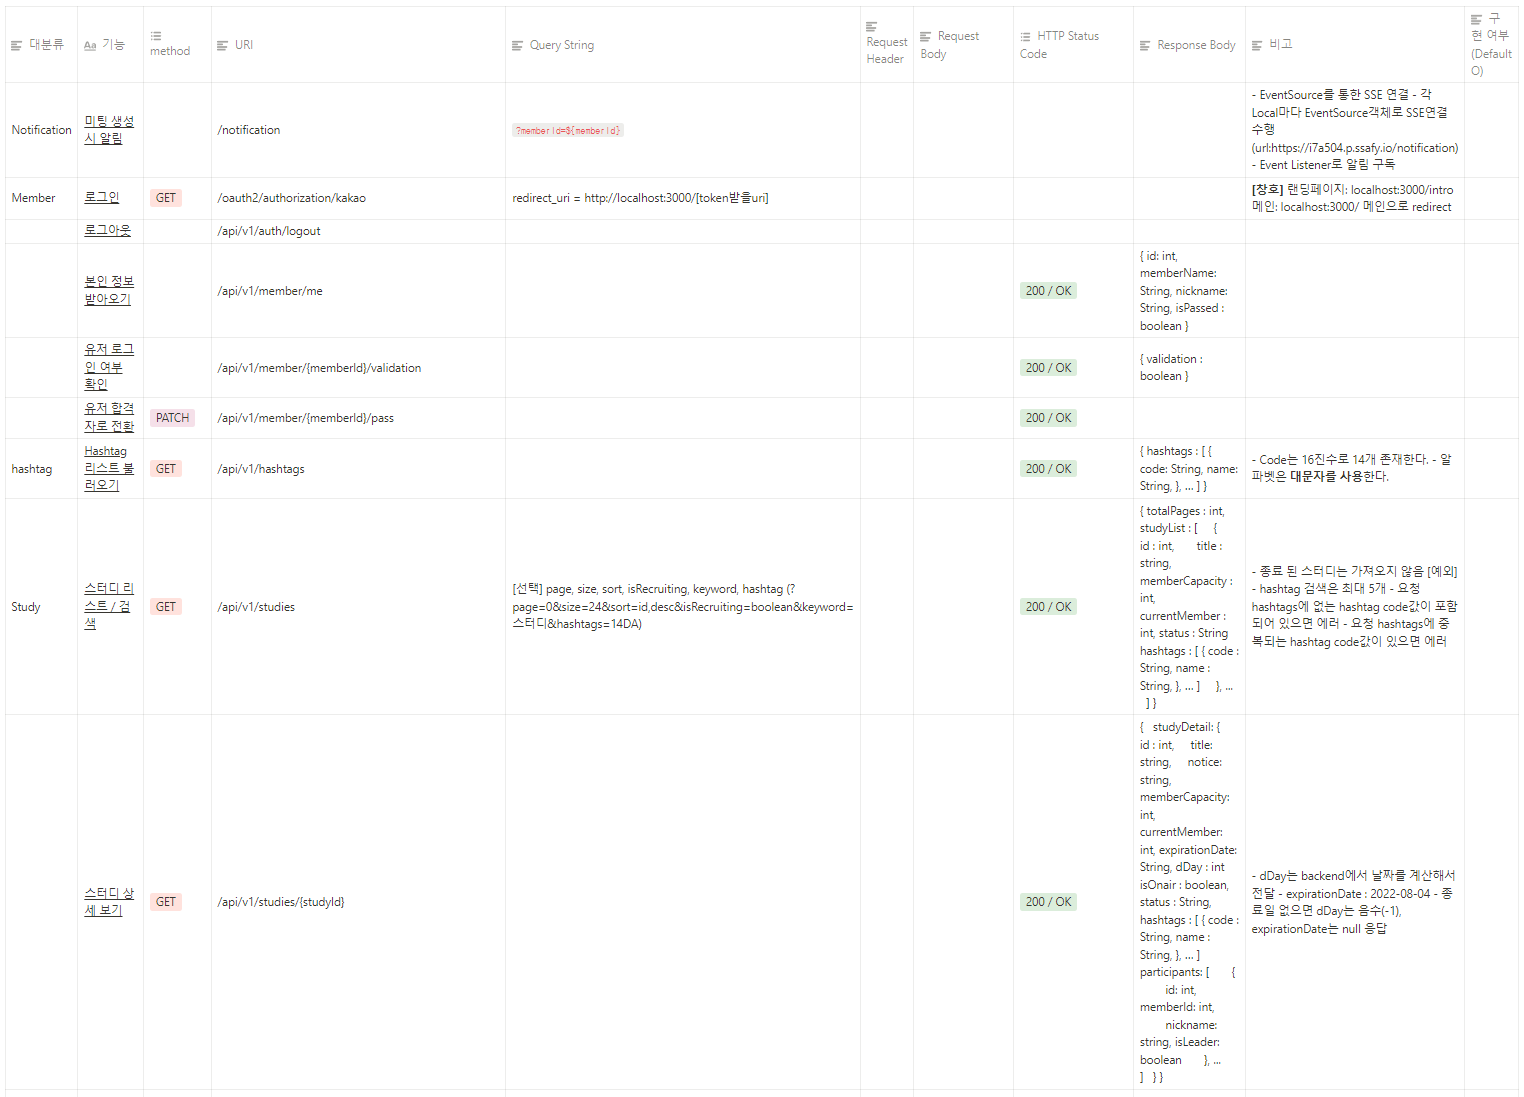 대분류
기능
method
URI
Query String
Request
Header
Request
Body
HTTP Status
Code
Response Body
비고
구
현 여부
(Default
O)
Notification
미팅 생성
시 알림
/notification
?memberId=${memberId}
- EventSource를 통한 SSE 연결 - 각
Local마다 EventSource객체로 SSE연결
수행
(url:https://i7a504.p.ssafy.io/notification)
- Event Listener로 알림 구독
Member
로그인
GET
/oauth2/authorization/kakao
redirect_uri = http://localhost:3000/[token받을uri]
[창호] 랜딩페이지: localhost:3000/intro
메인: localhost:3000/ 메인으로 redirect
로그아웃
/api/v1/auth/logout
본인 정보
받아오기
/api/v1/member/me
200 / OK
{ id: int,
memberName:
String, nickname:
String, isPassed :
boolean }
유저 로그
인 여부
확인
/api/v1/member/{memberId}/validation
200 / OK
{ validation :
boolean }
유저 합격
자로 전환
PATCH
/api/v1/member/{memberId}/pass
200 / OK
hashtag
Hashtag
리스트 불
러오기
GET
/api/v1/hashtags
200 / OK
{ hashtags : [ {
code: String, name:
String, }, ... ] }
- Code는 16진수로 14개 존재한다. - 알
파벳은 대문자를 사용한다.
Study
스터디 리
스트 / 검
색
GET
/api/v1/studies
[선택] page, size, sort, isRecruiting, keyword, hashtag (?
page=0&size=24&sort=id,desc&isRecruiting=boolean&keyword=
스터디&hashtags=14DA)
200 / OK
{ totalPages : int,
studyList : [ {
id : int, title :
string,
memberCapacity :
int,
currentMember :
int, status : String
hashtags : [ { code :
String, name :
String, }, ... ] }, ...
] }
- 종료 된 스터디는 가져오지 않음 [예외]
- hashtag 검색은 최대 5개 - 요청
hashtags에 없는 hashtag code값이 포함
되어 있으면 에러 - 요청 hashtags에 중
복되는 hashtag code값이 있으면 에러
스터디 상
세 보기
GET
/api/v1/studies/{studyId}
200 / OK
{ studyDetail: {
id : int, title:
string, notice:
string,
memberCapacity:
int,
currentMember:
int, expirationDate:
String, dDay : int
isOnair : boolean,
status : String,
hashtags : [ { code :
String, name :
String, }, ... ]
participants: [ {
id: int,
memberId: int,
nickname:
string, isLeader:
boolean }, ...
] } }
- dDay는 backend에서 날짜를 계산해서
전달 - expirationDate : 2022-08-04 - 종
료일 없으면 dDay는 음수(-1),
expirationDate는 null 응답